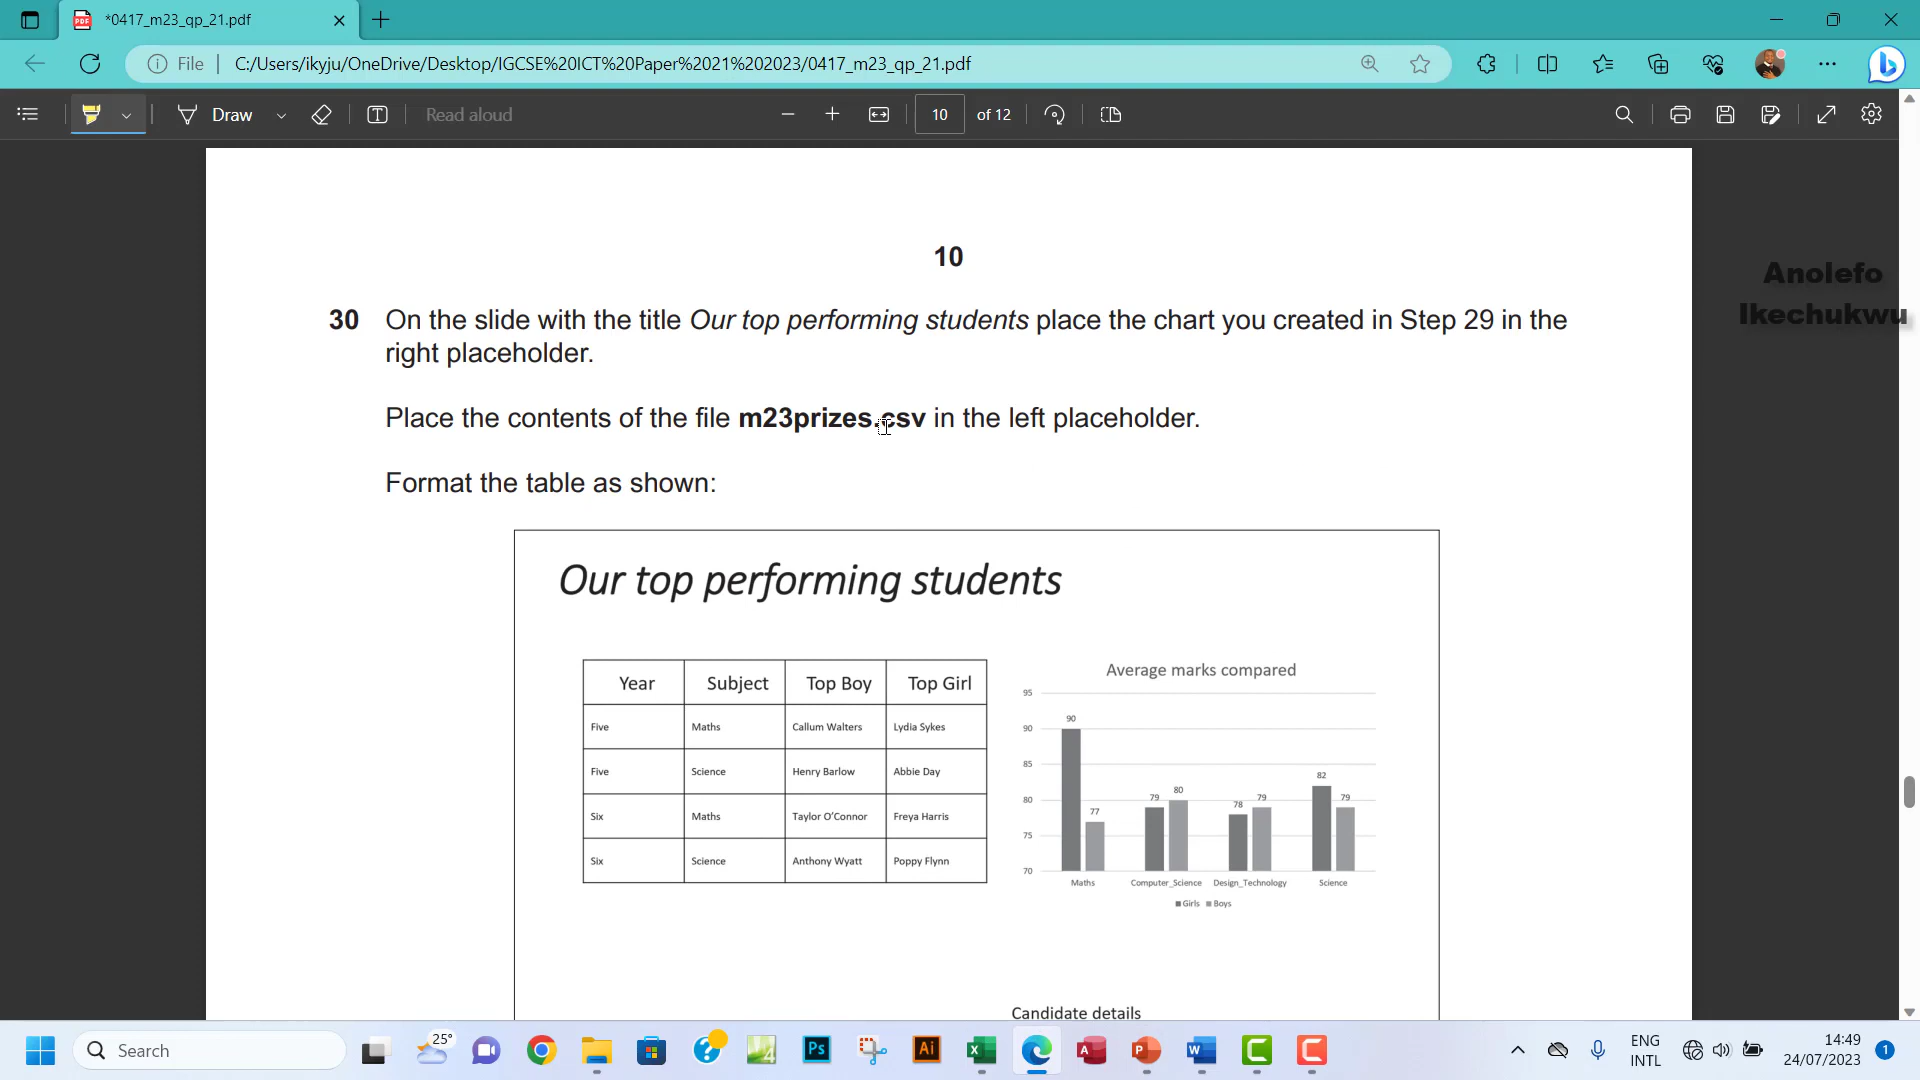 *0417_m23_qp_21.pdf
File
C:/Users/ikyju/OneDrive/Desktop/IGCSE%20ICT%20Paper%2021%202023/0417_m23_qp_21.pdf
Draw
Read aloud
10 of 12
10
Anolefo
Ikechukwu
30 On the slide with the title Our top performing students place the chart you created in Step 29 in the
right placeholder.
Place the contents of the file m23prizes.csv in the left placeholder.
Format the table as shown:
Our top performing students
Year Subject Top Boy Top Girl
Five Maths Callum Walters Lydia Sykes
Five Science Henry Barlow Abbie Day
Six Maths Taylor O'Connor Freya Harris
Six Science Anthony Wyatt Poppy Flynn
Average marks compared
95
90
85
80
75
70
90
77
79
80
78
79
82
79
Maths Computer_Science Design_Technology Science
Girls Boys
Candidate details
Search
25°
Ps
Ai
ENG
INTL
14:49
24/07/2023
1